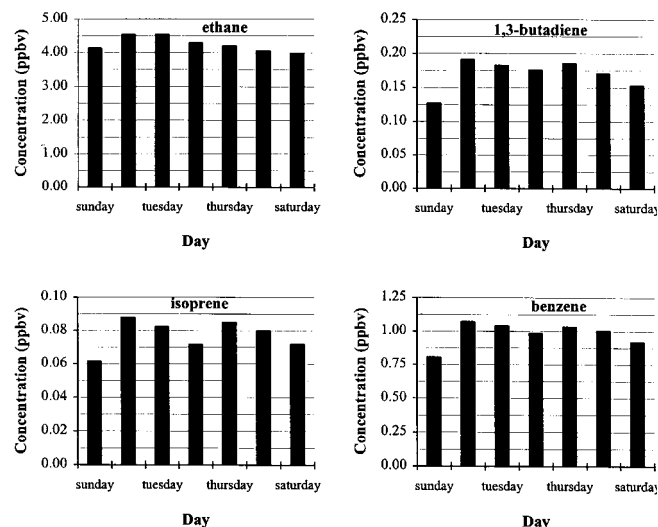 ethane
Concentration (ppbv)
5.00
4.00
3.00
2.00
1.00
0.00
sunday tuesday thursday saturday
Day
1,3-butadiene
Concentration (ppbv)
0.25
0.20
0.15
0.10
0.05
0.00
sunday tuesday thursday saturday
Day
isoprene
Concentration (ppbv)
0.10
0.08
0.06
0.04
0.02
0.00
sunday tuesday thursday saturday
Day
benzene
Concentration (ppbv)
1.25
1.00
0.75
0.50
0.25
0.00
sunday tuesday thursday saturday
Day